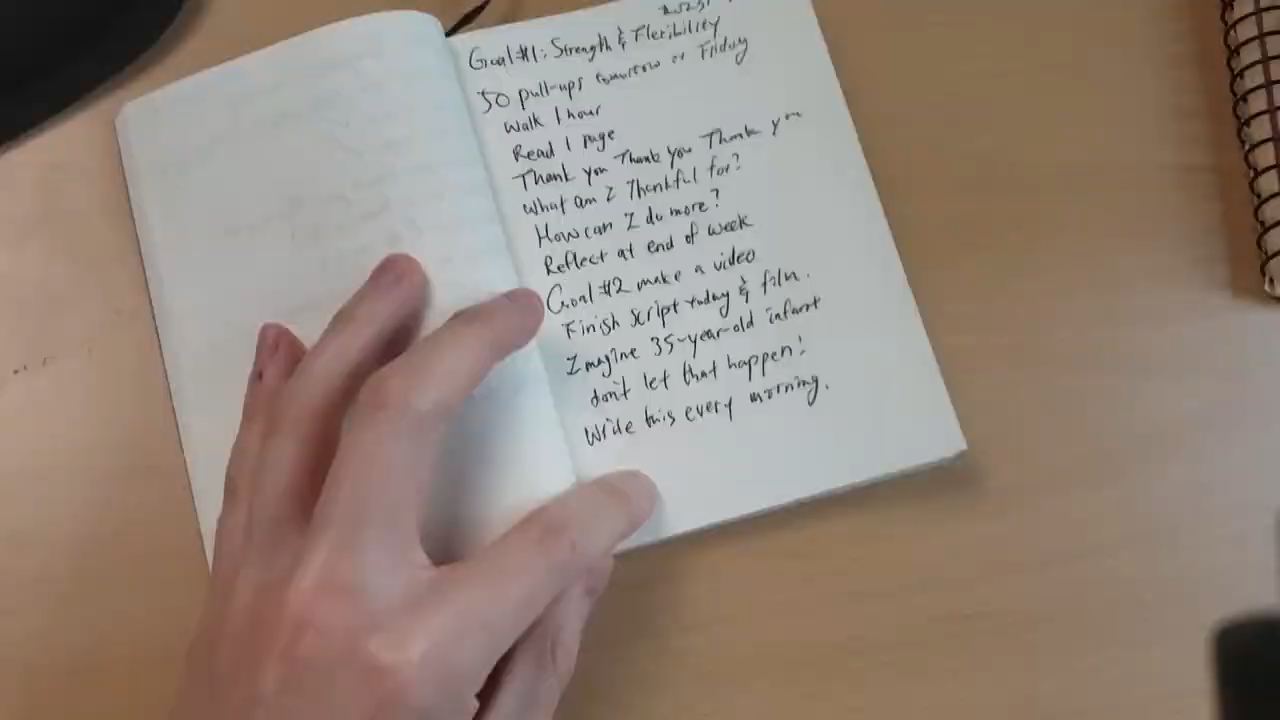 Goal #1: Strength & Flexibility
50 pull-ups tomorrow or Friday
Walk 1 hour
Read 1 page
Thank you Thank you Thank you
What am I Thankful for?
How can I do more?
Reflect at end of week
Goal #2 make a video
Finish script today & film.
Imagine 35-year-old infant
don't let that happen!
Write this every morning.